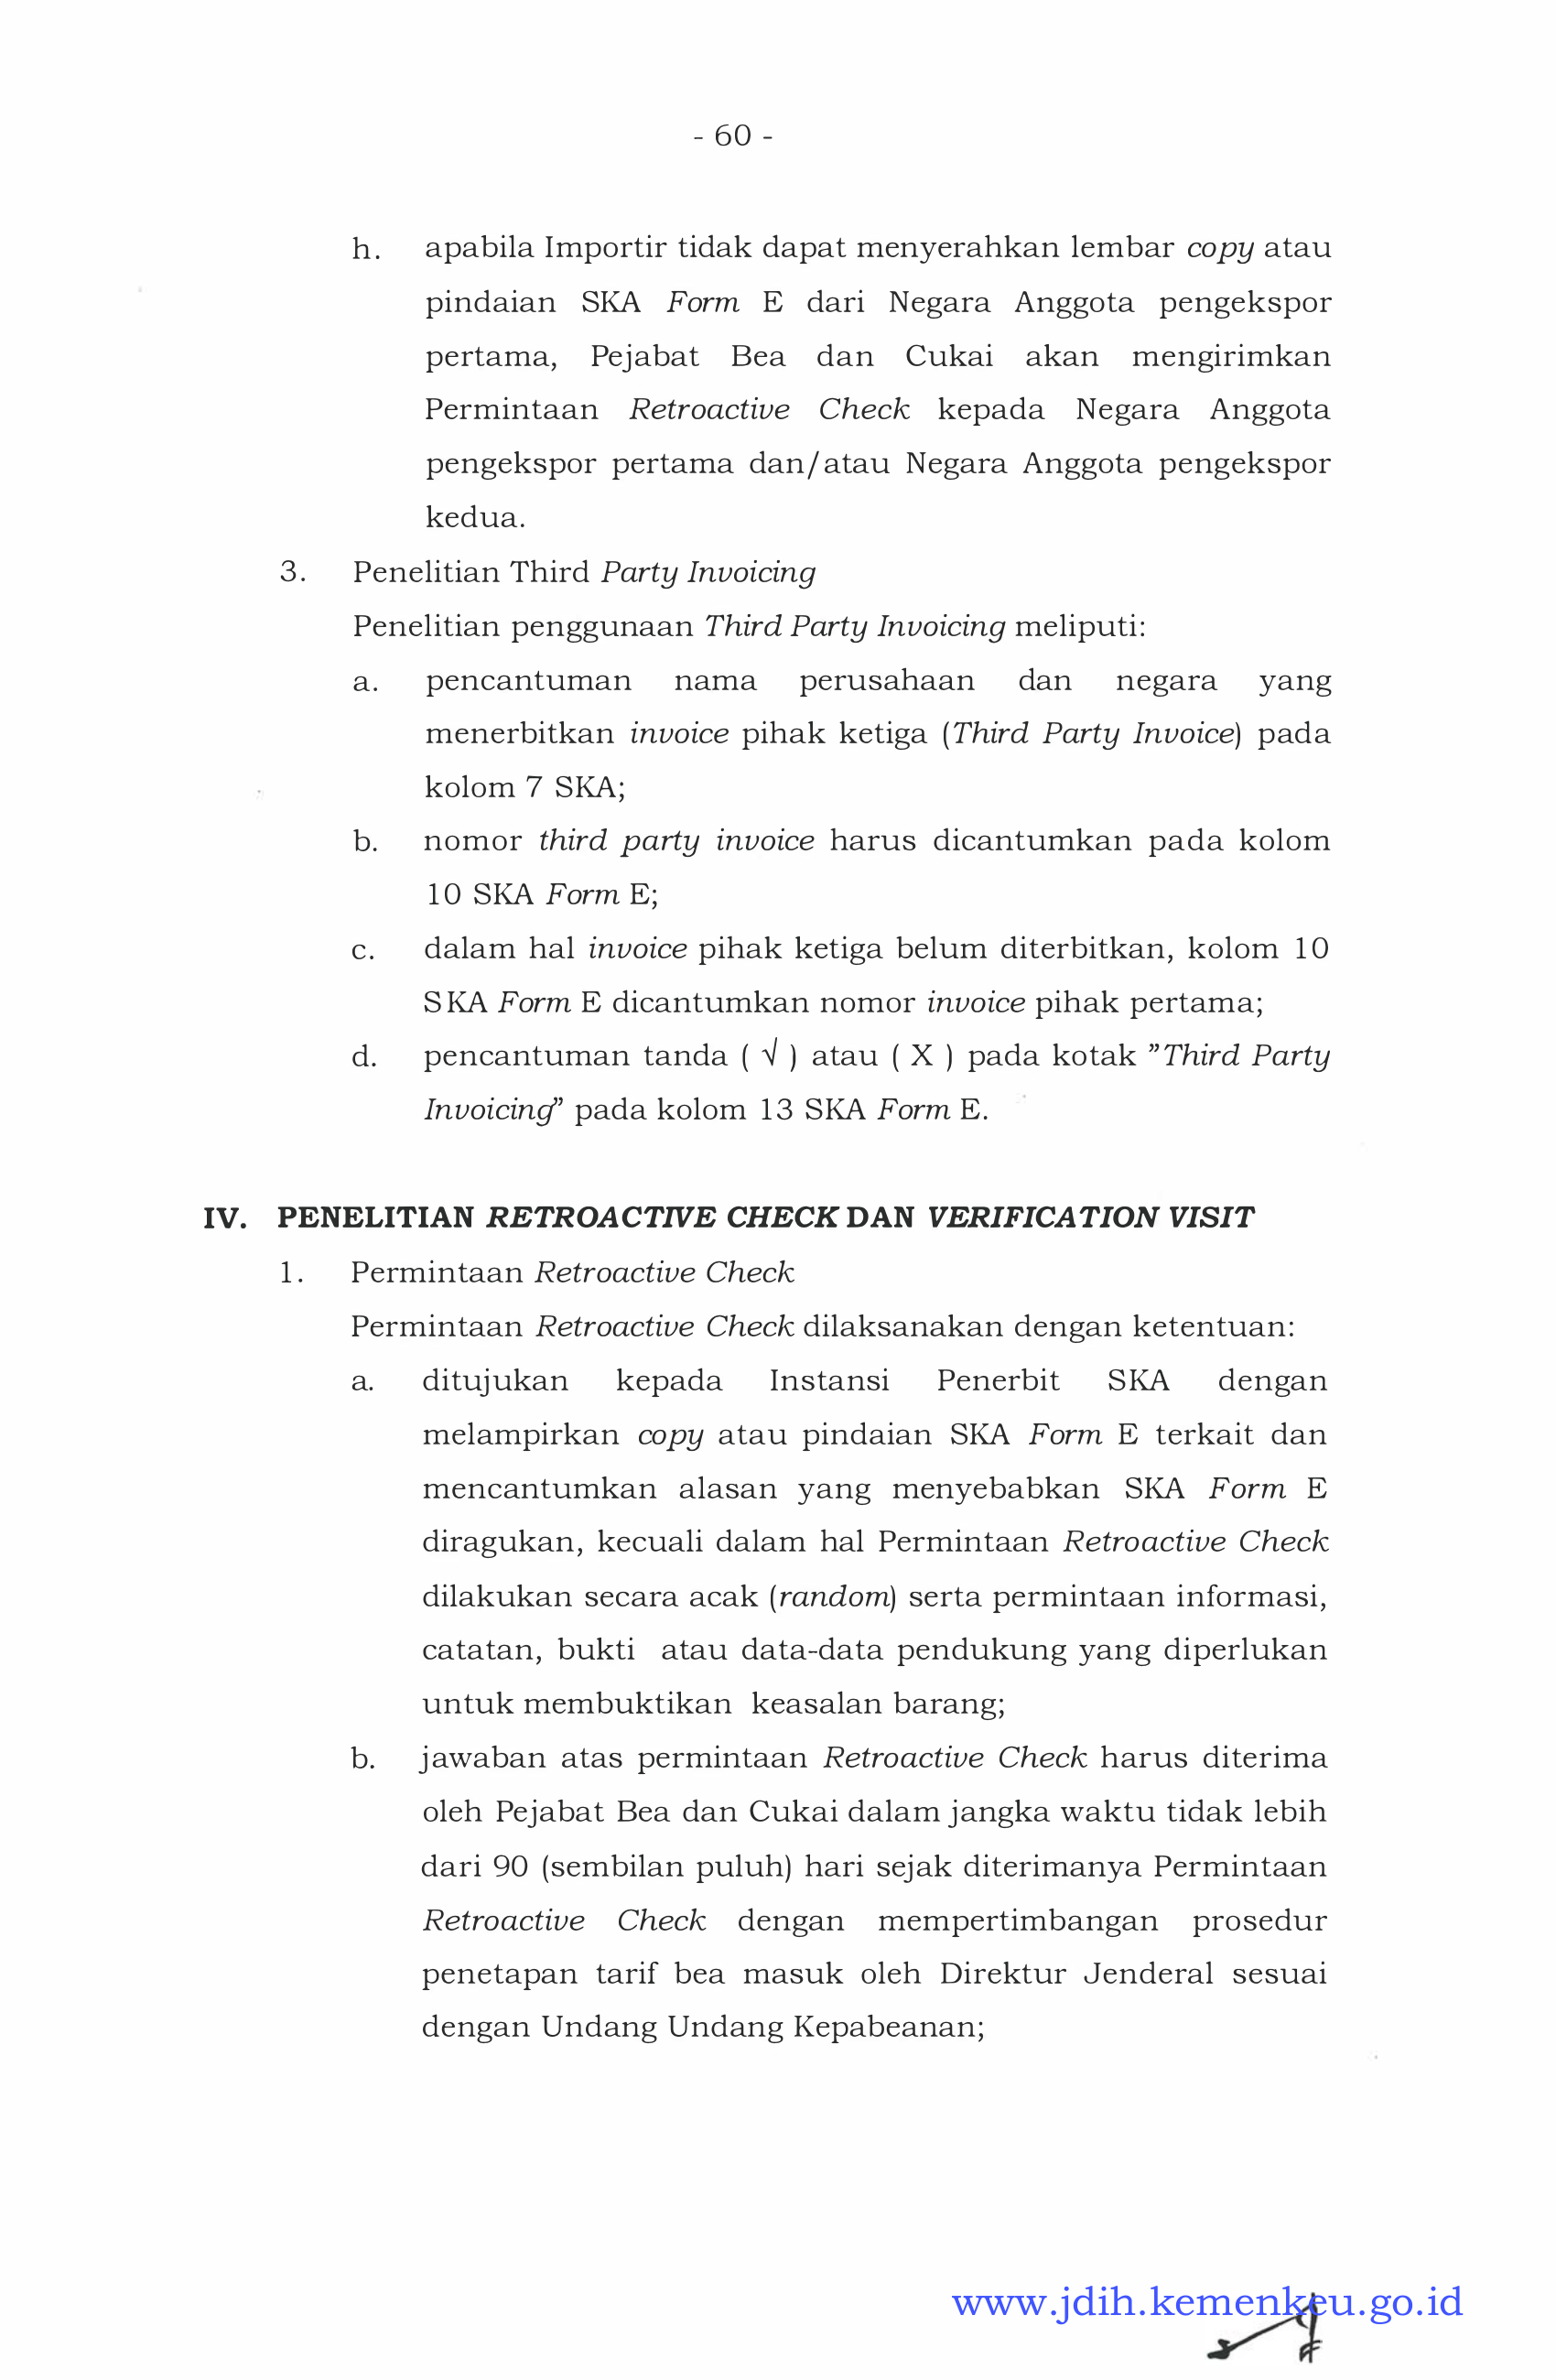 - 60 -
h. apabila Importir tidak dapat menyerahkan lembar copy atau
pindaian SKA Form E dari Negara Anggota pengekspor
pertama, Pejabat Bea dan Cukai akan mengirimkan
Permintaan Retroactive Check kepada Negara Anggota
pengekspor pertama dan/atau Negara Anggota pengekspor
kedua.
3. Penelitian Third Party Invoicing
Penelitian penggunaan Third Party Invoicing meliputi:
a. pencantuman nama perusahaan dan negara yang
menerbitkan invoice pihak ketiga (Third Party Invoice) pada
kolom 7 SKA;
b. nomor third party invoice harus dicantumkan pada kolom
10 SKA Form E;
c. dalam hal invoice pihak ketiga belum diterbitkan, kolom 10
SKA Form E dicantumkan nomor invoice pihak pertama;
d. pencantuman tanda ( √ ) atau ( X ) pada kotak ”Third Party
Invoicing” pada kolom 13 SKA Form E.
IV. PENELITIAN RETROACTIVE CHECK DAN VERIFICATION VISIT
1. Permintaan Retroactive Check
Permintaan Retroactive Check dilaksanakan dengan ketentuan:
a. ditujukan kepada Instansi Penerbit SKA dengan
melampirkan copy atau pindaian SKA Form E terkait dan
mencantumkan alasan yang menyebabkan SKA Form E
diragukan, kecuali dalam hal Permintaan Retroactive Check
dilakukan secara acak (random) serta permintaan informasi,
catatan, bukti atau data-data pendukung yang diperlukan
untuk membuktikan keasalan barang;
b. jawaban atas permintaan Retroactive Check harus diterima
oleh Pejabat Bea dan Cukai dalam jangka waktu tidak lebih
dari 90 (sembilan puluh) hari sejak diterimanya Permintaan
Retroactive Check dengan mempertimbangan prosedur
penetapan tarif bea masuk oleh Direktur Jenderal sesuai
dengan Undang Undang Kepabeanan;
www.jdih.kemenkeu.go.id